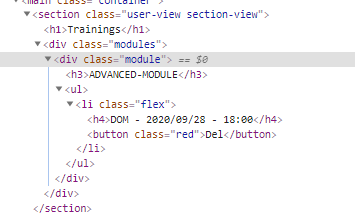 <main class="container">
<section class="user-view section-view">
<h1>Trainings</h1>
<div class="modules">
<div class="module"> == $0
<h3>ADVANCED-MODULE</h3>
<ul>
<li class="flex">
<h4>DOM - 2020/09/28 - 18:00</h4>
<button class="red">Del</button>
</li>
</ul>
</div>
</div>
</section>